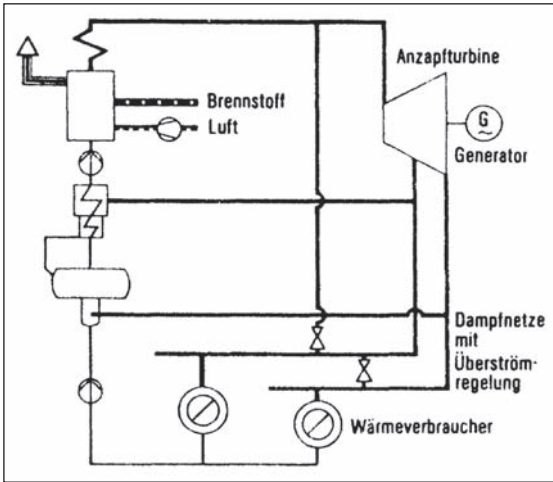 Anzapfturbine
Brennstoff
Luft
G
~
Generator
Dampfnetze
mit
Überström-
regelung
Wärmeverbraucher